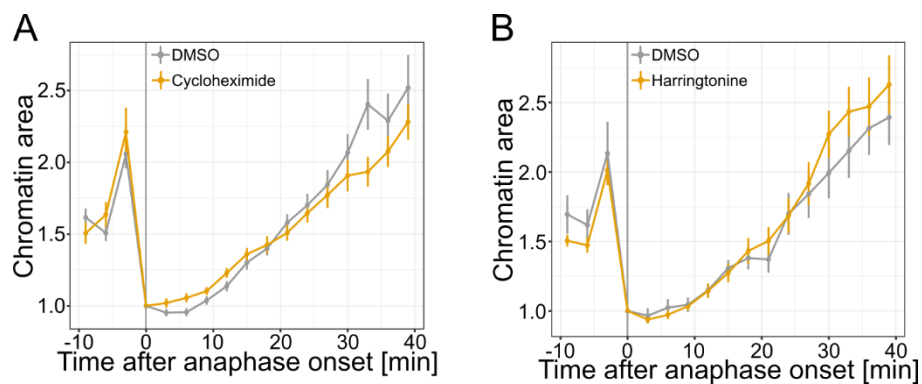 A
DMSO
Cycloheximide
Chromatin area
2.5
2.0
1.5
1.0
-10 0 10 20 30 40
Time after anaphase onset [min]
B
DMSO
Harringtonine
Chromatin area
2.5
2.0
1.5
1.0
-10 0 10 20 30 40
Time after anaphase onset [min]